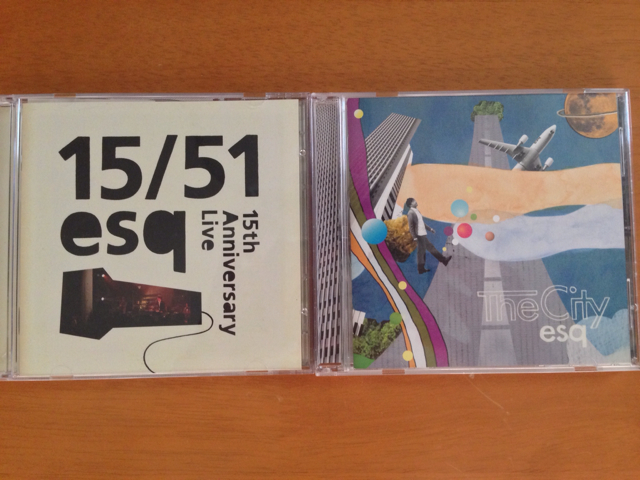 15/51
esq
15th
Anniversary
Live
The City
esq